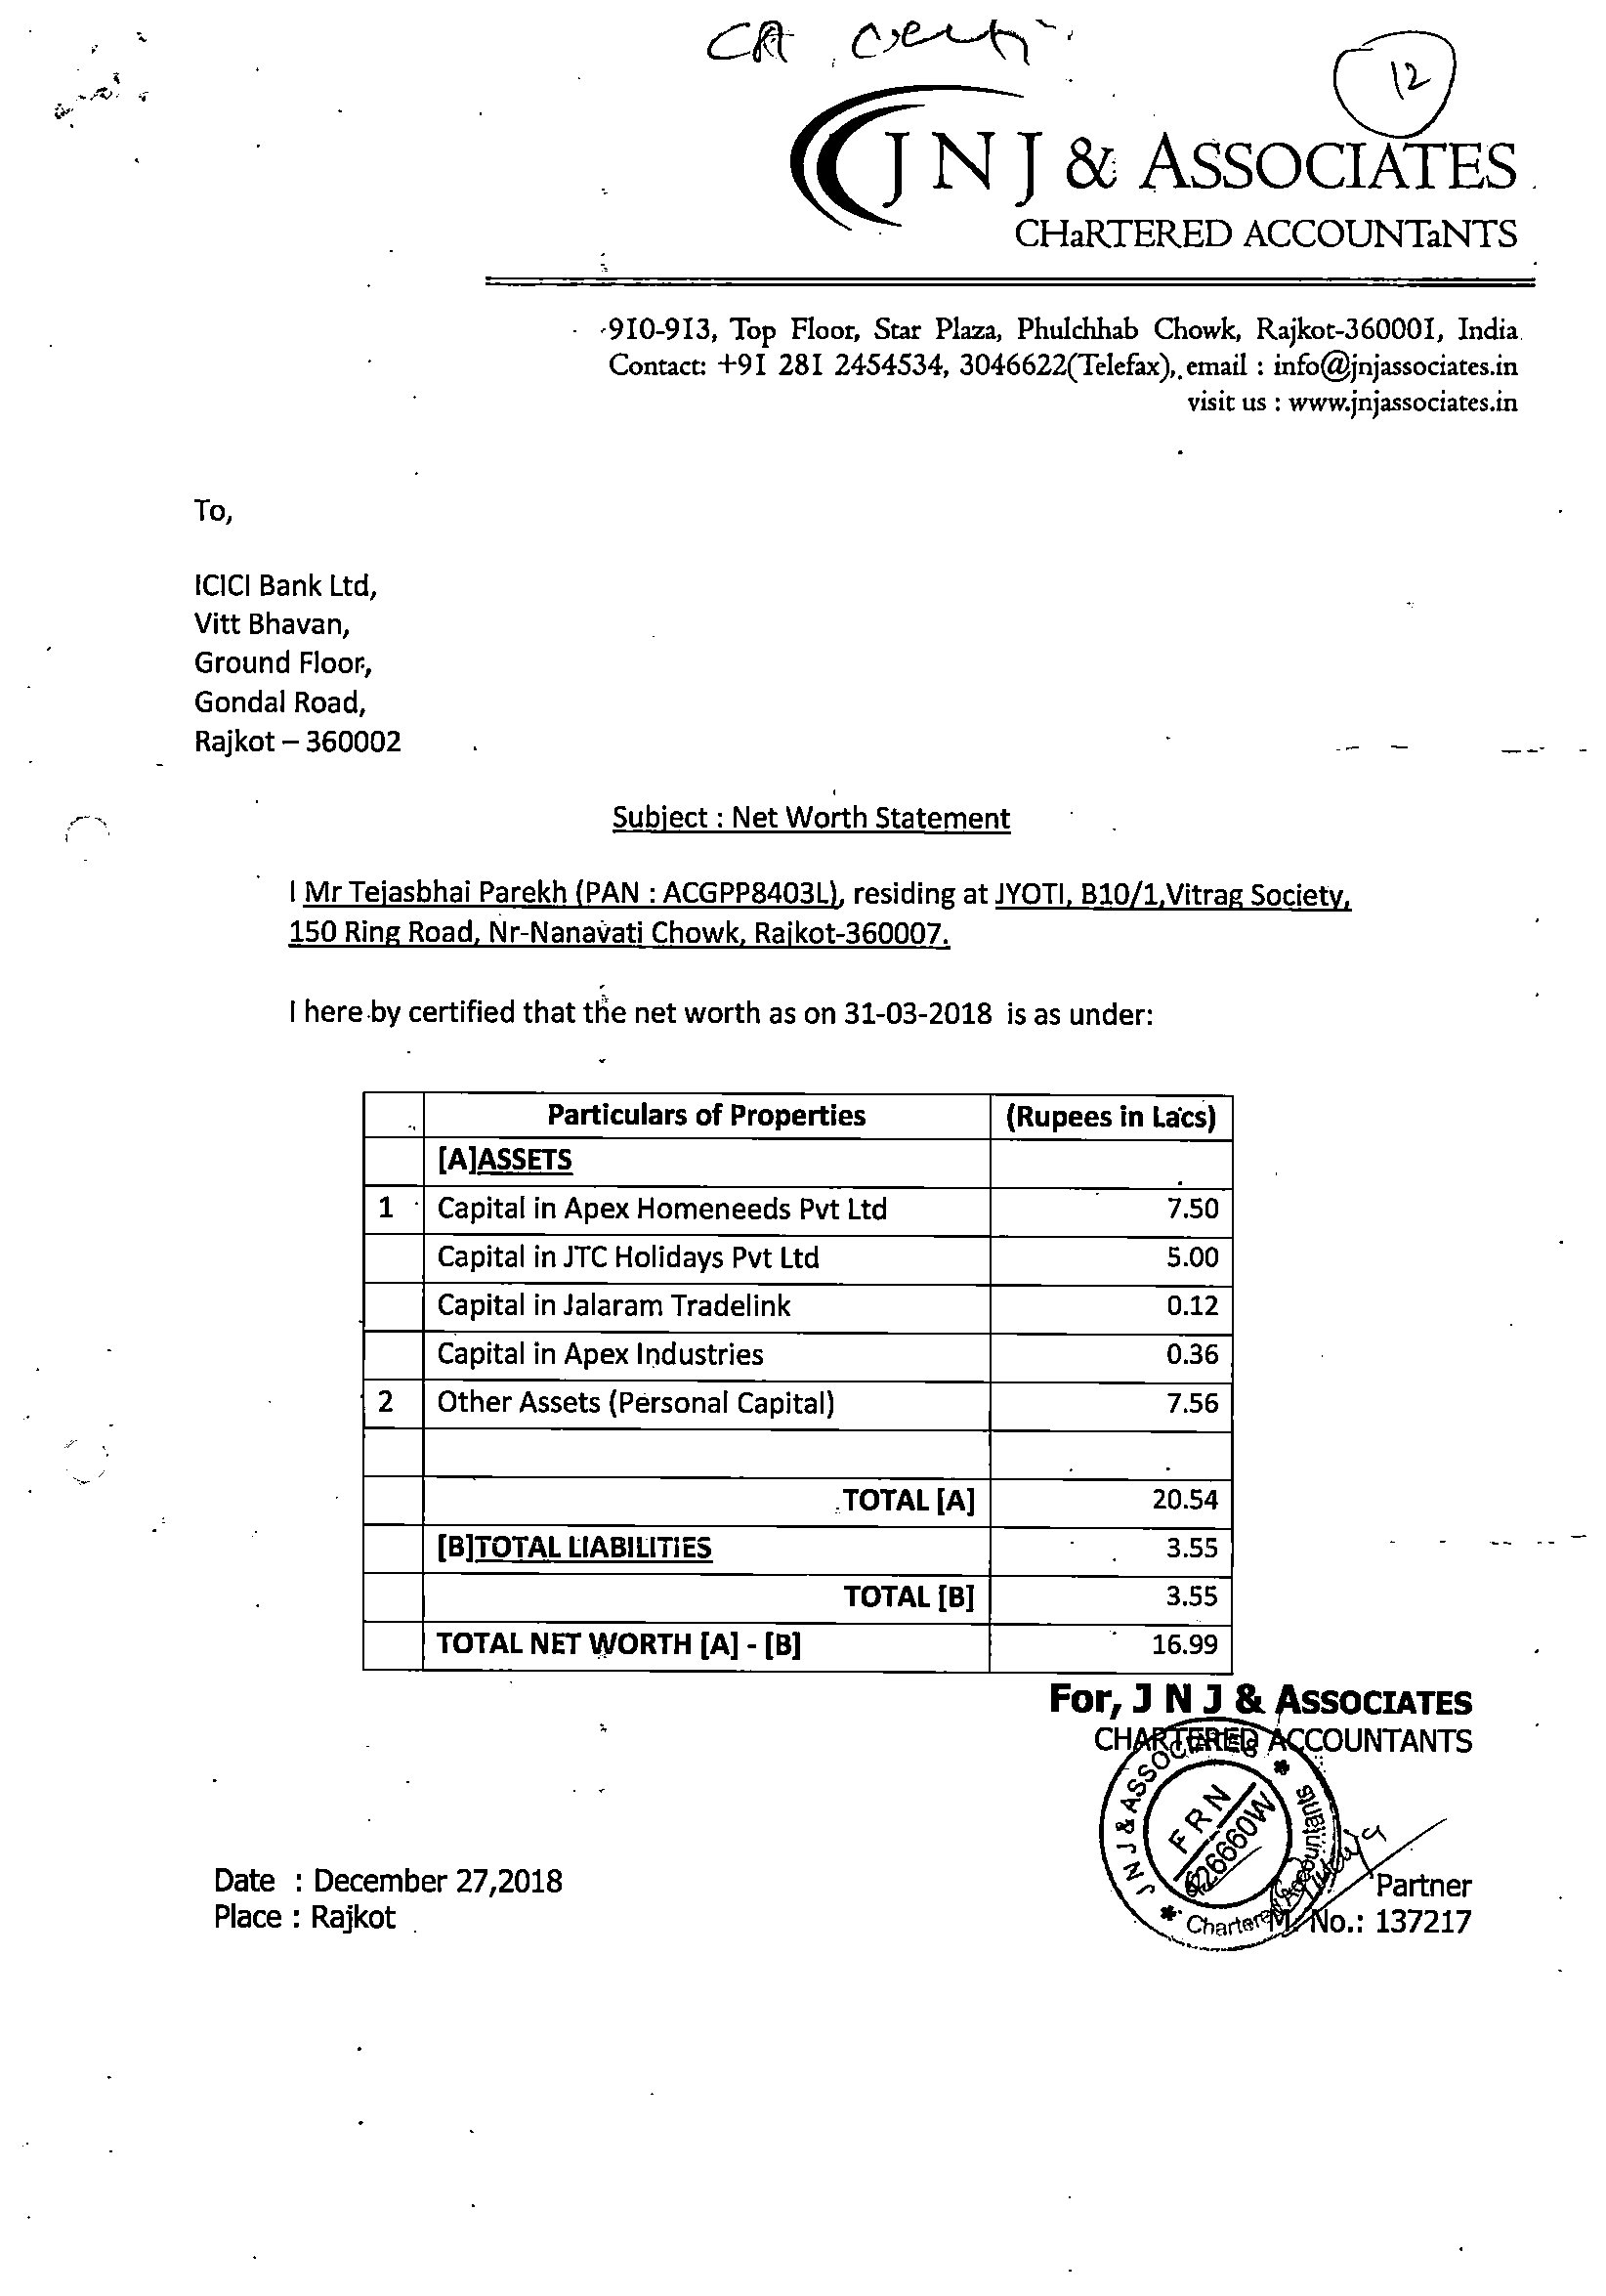 CA Certi
12
J N J & ASSOCIATES
CHaRTERED ACCOUNTaNTS
910-913, Top Floor, Star Plaza, Phulchhab Chowk, Rajkot-360001, India
Contact: +91 281 2454534, 3046622(Telefax), email : info@jnjassociates.in
visit us : www.jnjassociates.in
To,
ICICI Bank Ltd,
Vitt Bhavan,
Ground Floor,
Gondal Road,
Rajkot – 360002
Subject : Net Worth Statement
I Mr Tejasbhai Parekh (PAN : ACGPP8403L), residing at JYOTI, B10/1,Vitrag Society,
150 Ring Road, Nr-Nanavati Chowk, Rajkot-360007.
I here by certified that the net worth as on 31-03-2018 is as under:
Particulars of Properties (Rupees in Lacs)
[A]ASSETS
1 Capital in Apex Homeneeds Pvt Ltd 7.50
Capital in JTC Holidays Pvt Ltd 5.00
Capital in Jalaram Tradelink 0.12
Capital in Apex Industries 0.36
2 Other Assets (Personal Capital) 7.56
TOTAL [A] 20.54
[B]TOTAL LIABILITIES 3.55
TOTAL [B] 3.55
TOTAL NET WORTH [A] - [B] 16.99
For, J N J & ASSOCIATES
CHARTERED ACCOUNTANTS
J N J & ASSOCIATES
FRN
126660W
Chartered Accountants
Date : December 27,2018
Partner
Place : Rajkot
M. No.: 137217